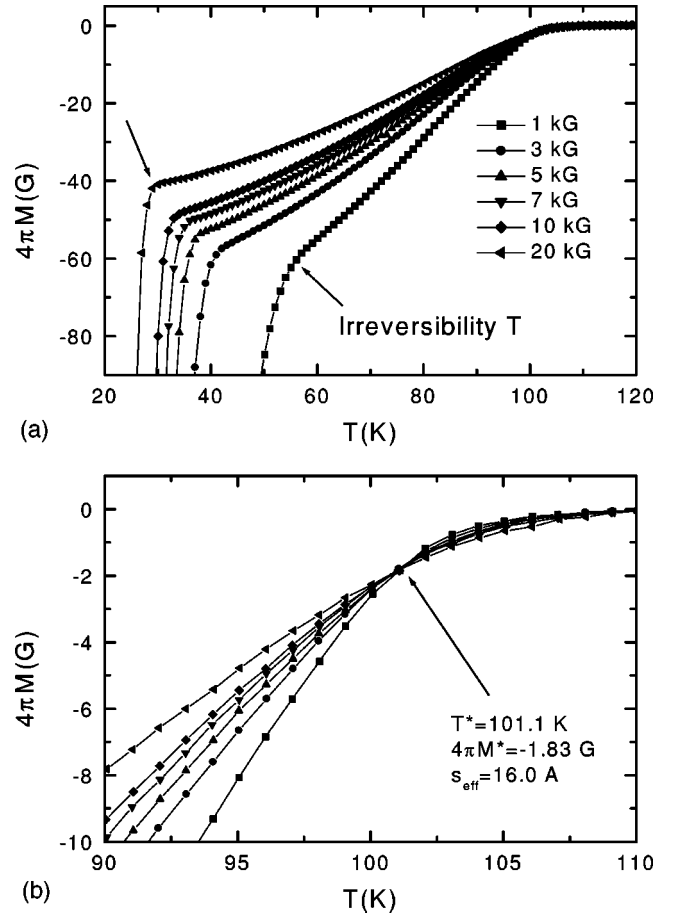 0
-20
-40
-60
-80
4πM(G)
1 kG
3 kG
5 kG
7 kG
10 kG
20 kG
Irreversibility T
20 40 60 80 100 120
(a)
T(K)
0
-2
-4
-6
-8
-10
4πM(G)
T*=101.1 K
4πM*=-1.83 G
s_eff=16.0 A
90 95 100 105 110
(b)
T(K)